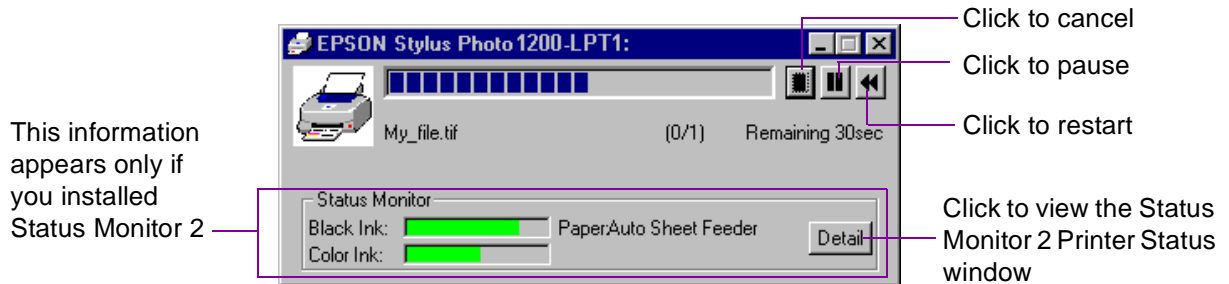 Click to cancel
EPSON Stylus Photo 1200-LPT1:
Click to pause
My_file.tif (0/1) Remaining 30sec
Click to restart
This information
appears only if
you installed
Status Monitor 2
Status Monitor
Black Ink: Paper:Auto Sheet Feeder
Color Ink:
Detail
Click to view the Status
Monitor 2 Printer Status
window